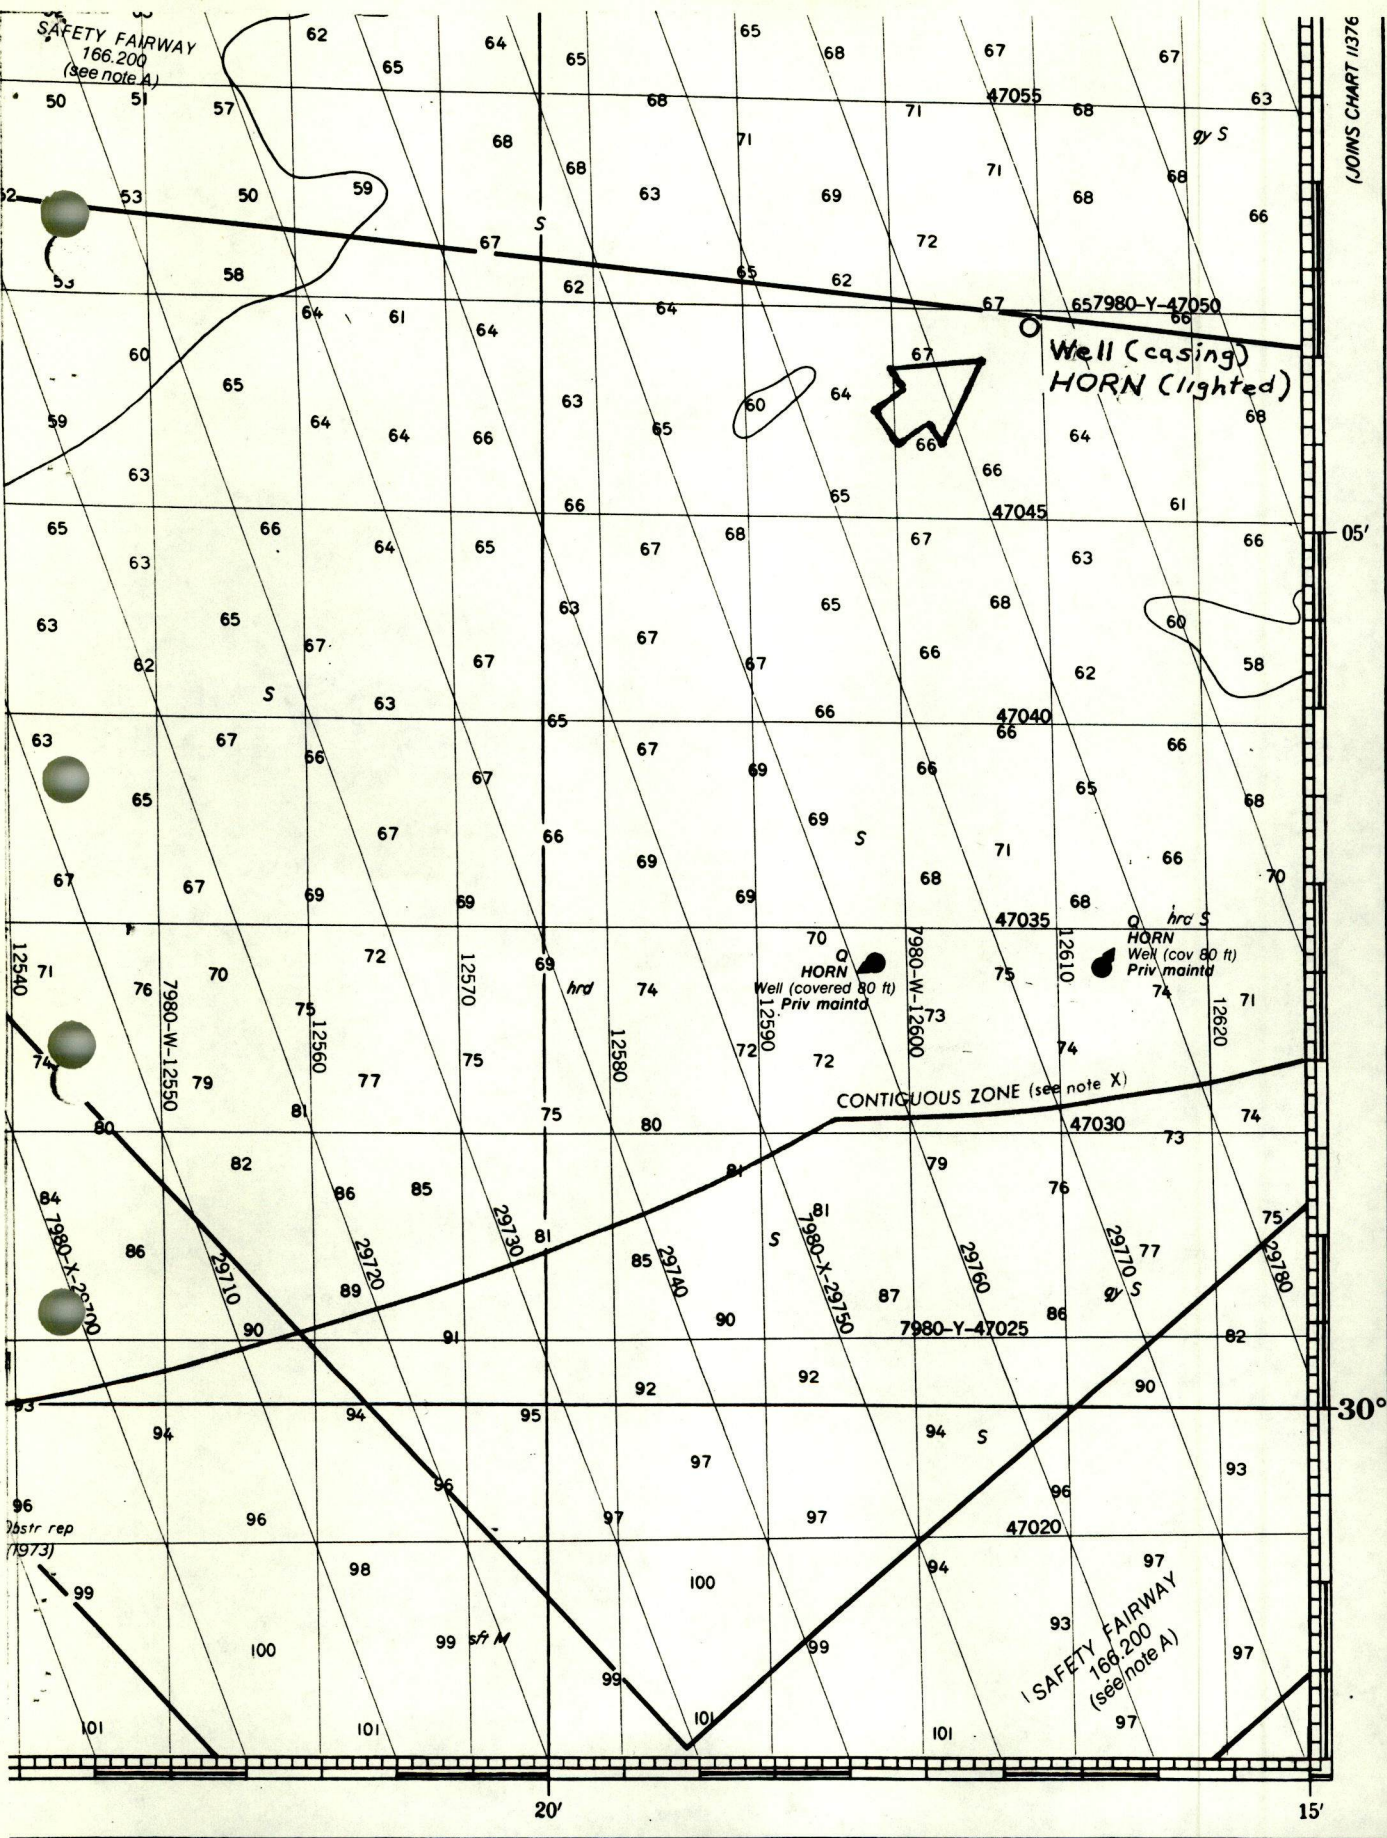 SAFETY FAIRWAY
166.200
(see note A)
62 64 65 68 67 67
65 65
50 51 57 68 71 47055 68 63
(JOINS CHART 11376
68 71 gy S
68 71 68
53 50 59 63 69 68 66
S
67 72
53 58 62 65 62 67 65 7980-Y-47050
64 61 64 64 66
60 65 67
Well (casing)
HORN (lighted)
63 60 64
59 64 64 66 65 66 64 68
63 66 65 66 47045 61
65 66 64 65 67 68 67 63 66 05'
63
63 65 63 65 68 60
67 67 67 66
62 67 62 58
S 63 66
63 67 65 67 47040 66
66 66
67 69 66
65 67 69 65 68
66 S
67 69 71 66
67 67 69 69 69 68 68 70
47035
12540 71 76 70 72 12570 69 hrd 74 70
Q
HORN
Well (covered 80 ft)
Priv maintd
7980-W-12600 75 12610
Q hrd S
HORN
Well (cov 80 ft)
Priv maintd
74 71
7980-W-12550 75 12560 12580 12590 73 12620
74 79 77 75 72 72 74
CONTIGUOUS ZONE (see note X)
80 81 75 80 47030 73 74
82 86 85 81 79 76
84 81 81 75
7980-X-29700 29710 29720 29730 29740 7980-X-29750 29760 29770 29780
86 85 S 77
89 87 gy S
90 91 90 7980-Y-47025 86 82
92 92 90
93 94 95 30°
94 97 94 S 93
96 96 96
96 97 97 47020
Obstr rep
(1973)
98 100 94 97
99
100 99 sft M 99 93 97
SAFETY FAIRWAY
166.200
(see note A)
99
101 101 101 101 97
20' 15'